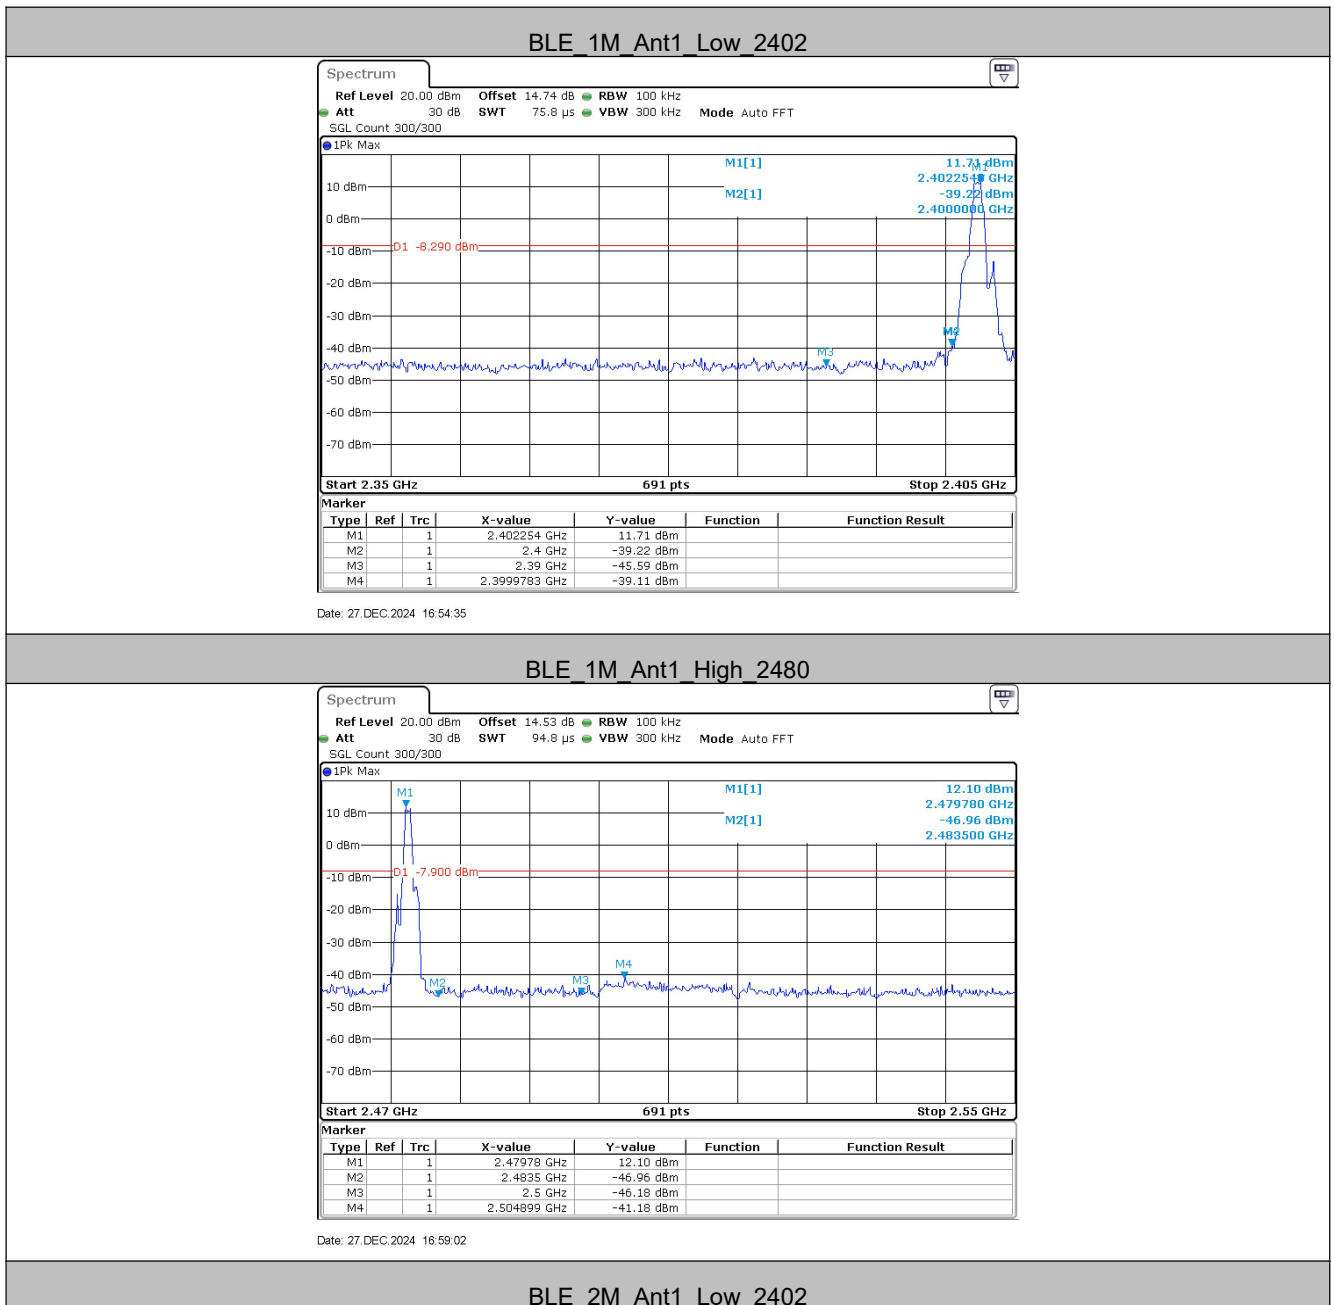 BLE_1M_Ant1_Low_2402
Spectrum
Ref Level 20.00 dBm Offset 14.74 dB RBW 100 kHz
Att 30 dB SWT 75.8 µs VBW 300 kHz Mode Auto FFT
SGL Count 300/300
1Pk Max
M1[1] 11.71 dBm
M1
2.4022540 GHz
10 dBm
M2[1] -39.22 dBm
2.4000000 GHz
0 dBm
D1 -8.290 dBm
-10 dBm
-20 dBm
-30 dBm
-40 dBm
M3
-50 dBm
-60 dBm
-70 dBm
Start 2.35 GHz 691 pts Stop 2.405 GHz
Marker
Type Ref Trc X-value Y-value Function Function Result
M1 1 2.402254 GHz 11.71 dBm
M2 1 2.4 GHz -39.22 dBm
M3 1 2.39 GHz -45.59 dBm
M4 1 2.3999783 GHz -39.11 dBm
Date: 27.DEC.2024 16:54:35
BLE_1M_Ant1_High_2480
Spectrum
Ref Level 20.00 dBm Offset 14.53 dB RBW 100 kHz
Att 30 dB SWT 94.8 µs VBW 300 kHz Mode Auto FFT
SGL Count 300/300
1Pk Max
M1[1] 12.10 dBm
M1
2.479780 GHz
10 dBm
M2[1] -46.96 dBm
2.483500 GHz
0 dBm
D1 -7.900 dBm
-10 dBm
-20 dBm
-30 dBm
M4
-40 dBm
M2 M3
-50 dBm
-60 dBm
-70 dBm
Start 2.47 GHz 691 pts Stop 2.55 GHz
Marker
Type Ref Trc X-value Y-value Function Function Result
M1 1 2.47978 GHz 12.10 dBm
M2 1 2.4835 GHz -46.96 dBm
M3 1 2.5 GHz -46.18 dBm
M4 1 2.504899 GHz -41.18 dBm
Date: 27.DEC.2024 16:59:02
BLE_2M_Ant1_Low_2402